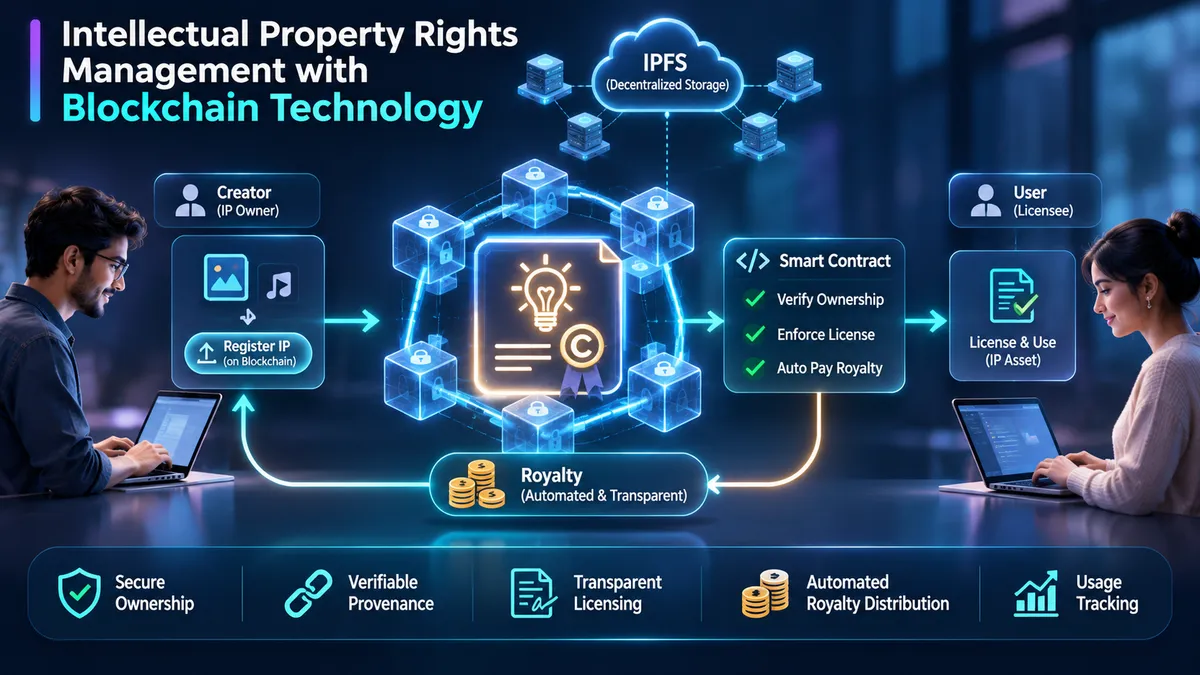 Intellectual Property Rights
Management with
Blockchain Technology
IPFS
(Decentralized Storage)
Creator
(IP Owner)
Register IP
(on Blockchain)
C
</> Smart Contract
Verify Ownership
Enforce License
Auto Pay Royalty
User
(Licensee)
License & Use
(IP Asset)
Royalty
(Automated & Transparent)
Secure
Ownership
Verifiable
Provenance
Transparent
Licensing
Automated
Royalty Distribution
Usage
Tracking